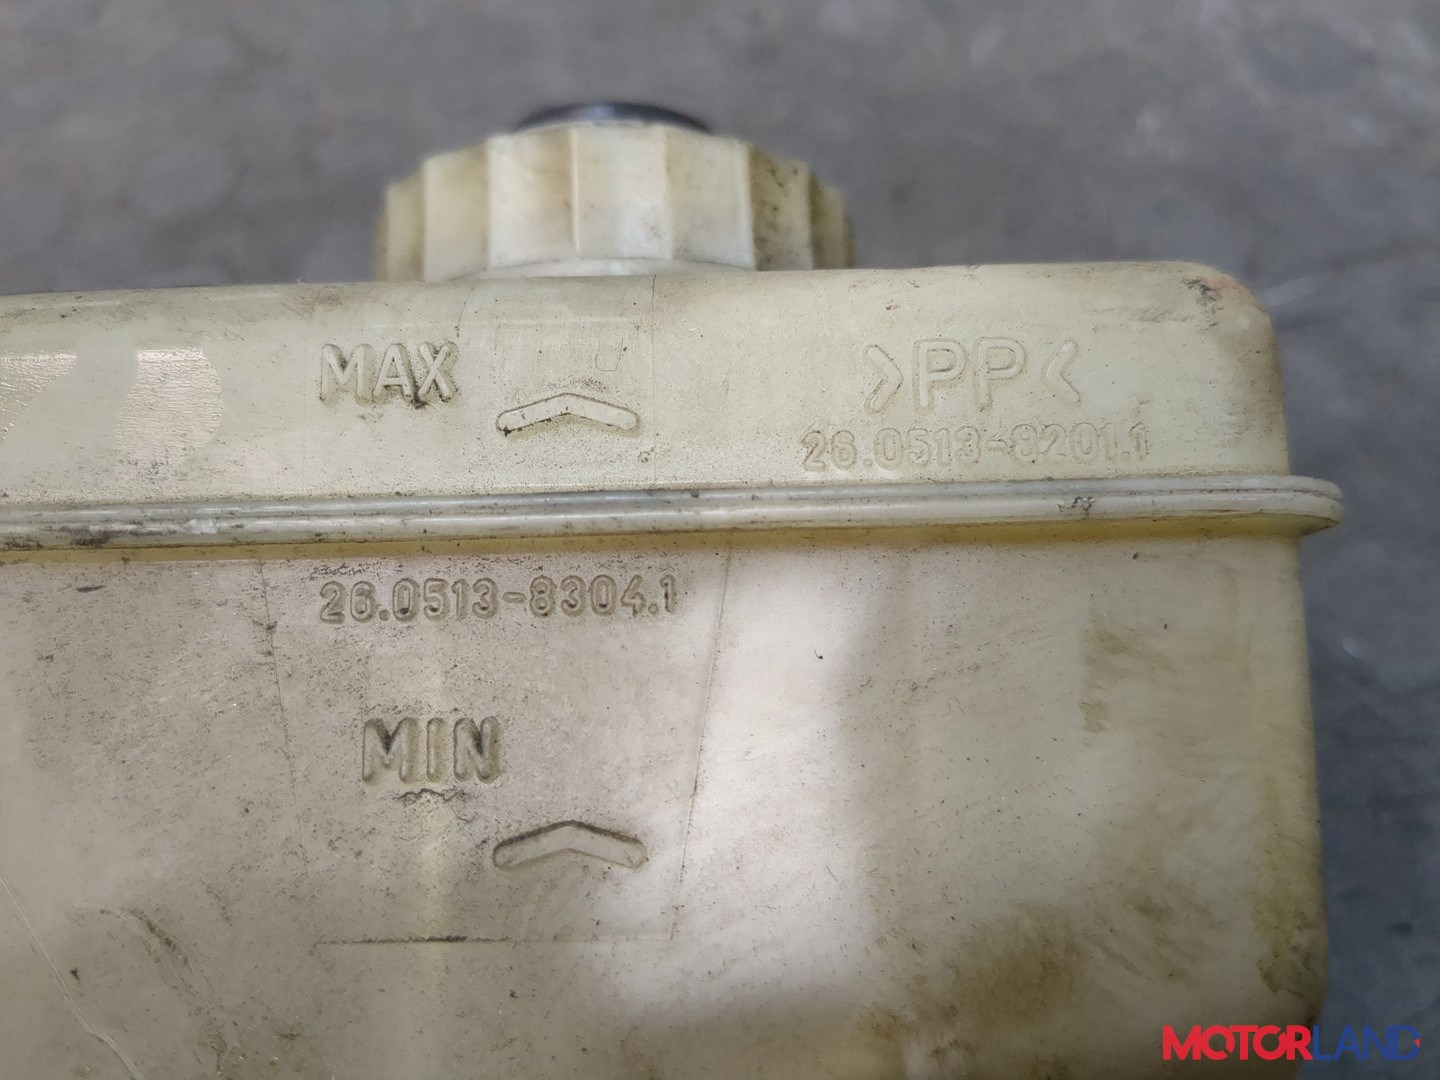 MAX
>PP<
26.0513-8201.1
26.0513-8304.1
MIN
MOTORLAND